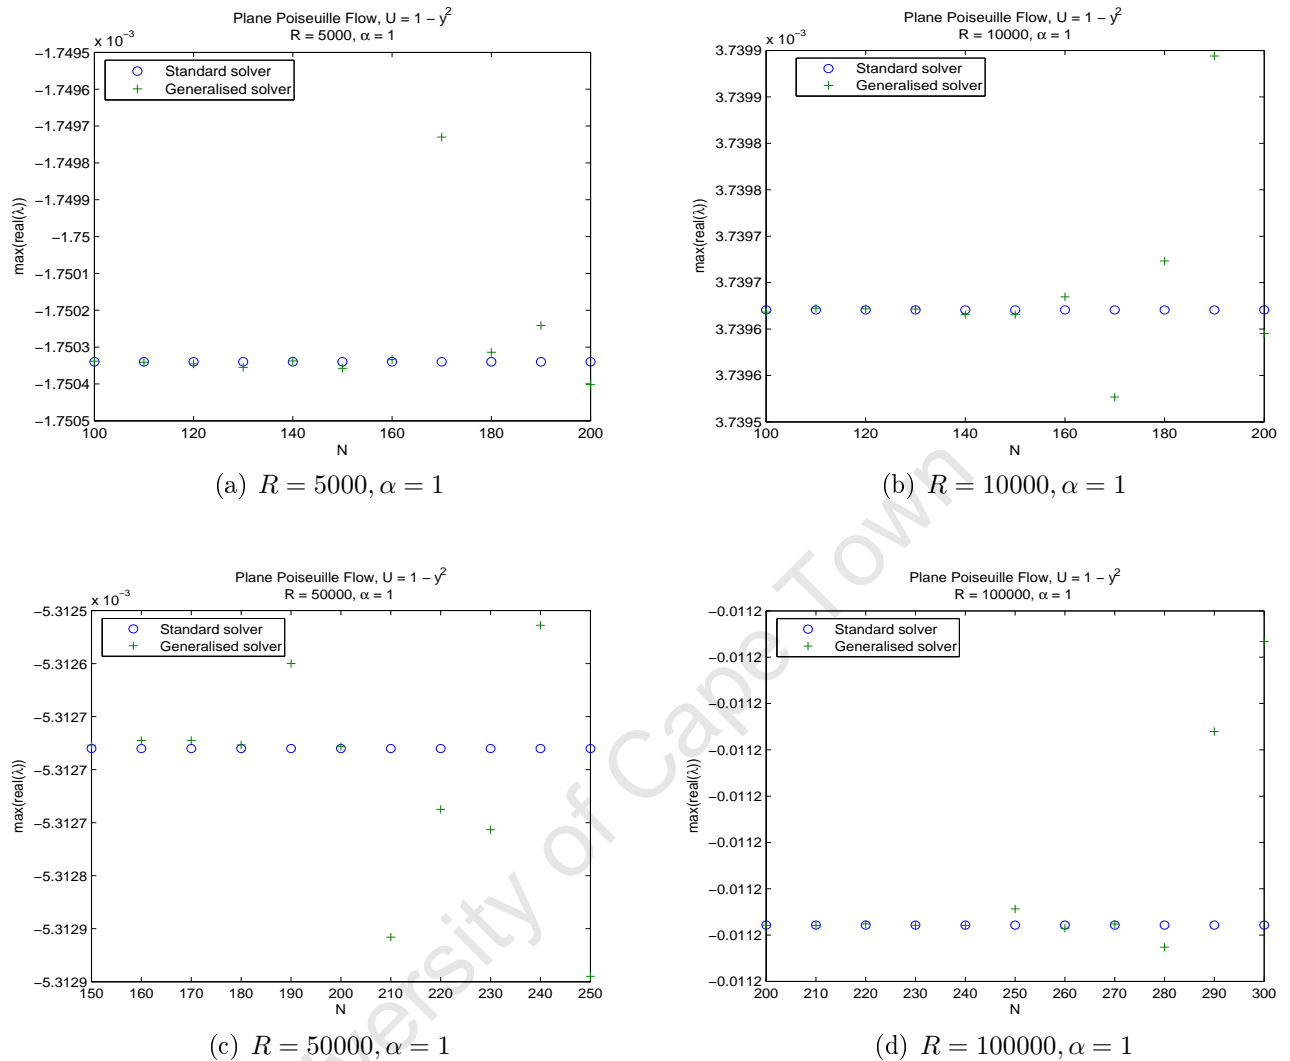 Plane Poiseuille Flow, U = 1 − y²
R = 5000, α = 1
x 10⁻³
−1.7495
−1.7496
−1.7497
−1.7498
−1.7499
−1.75
−1.7501
−1.7502
−1.7503
−1.7504
−1.7505
max(real(λ))
Standard solver
Generalised solver
100 120 140 160 180 200
N
(a) R = 5000, α = 1
Plane Poiseuille Flow, U = 1 − y²
R = 10000, α = 1
x 10⁻³
3.7399
3.7399
3.7398
3.7398
3.7397
3.7397
3.7396
3.7396
3.7395
max(real(λ))
Standard solver
Generalised solver
100 120 140 160 180 200
N
(b) R = 10000, α = 1
Plane Poiseuille Flow, U = 1 − y²
R = 50000, α = 1
x 10⁻³
−5.3125
−5.3126
−5.3127
−5.3127
−5.3127
−5.3128
−5.3129
−5.3129
max(real(λ))
Standard solver
Generalised solver
150 160 170 180 190 200 210 220 230 240 250
N
(c) R = 50000, α = 1
Plane Poiseuille Flow, U = 1 − y²
R = 100000, α = 1
−0.0112
−0.0112
−0.0112
−0.0112
−0.0112
−0.0112
−0.0112
−0.0112
−0.0112
max(real(λ))
Standard solver
Generalised solver
200 210 220 230 240 250 260 270 280 290 300
N
(d) R = 100000, α = 1
versity of Cape Town